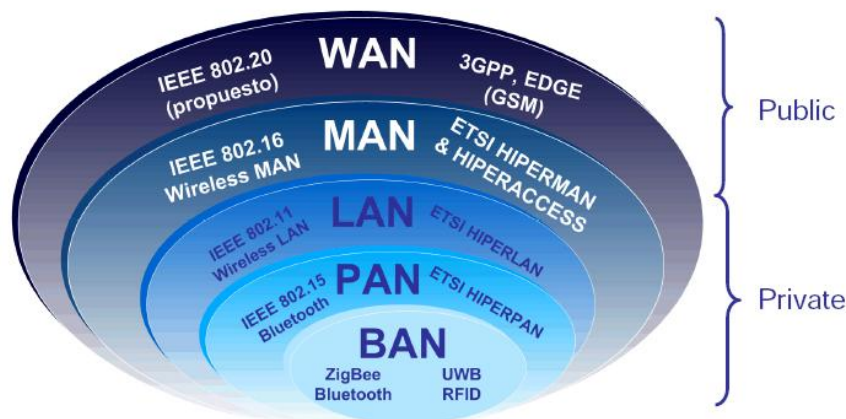 WAN
IEEE 802.20
(propuesto)
3GPP, EDGE
(GSM)
Public
MAN
IEEE 802.16
Wireless MAN
ETSI HIPERMAN
& HIPERACCESS
LAN
IEEE 802.11
Wireless LAN
ETSI HIPERLAN
Private
PAN
IEEE 802.15
Bluetooth
ETSI HIPERPAN
BAN
ZigBee
Bluetooth
UWB
RFID